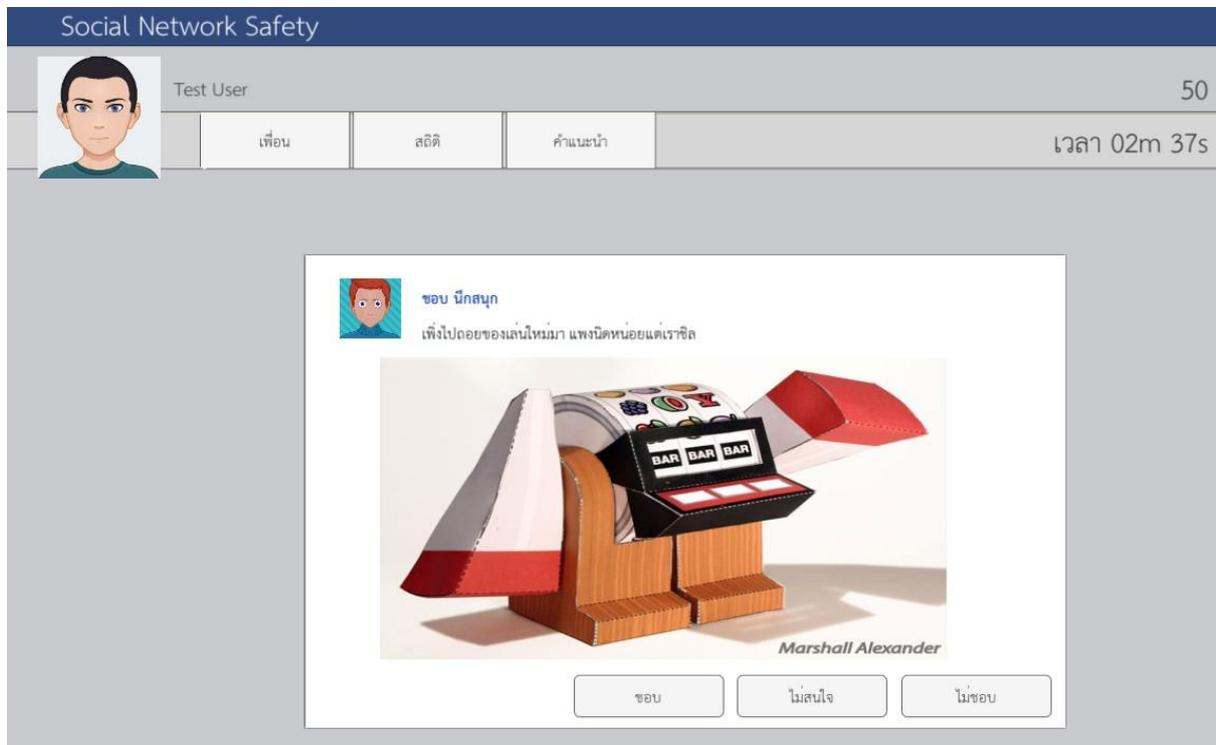 Social Network Safety
Test User
50
เพื่อน
สถิติ
คำแนะนำ
เวลา 02m 37s
ชอบ นึกสนุก
เพิ่งไปถอยของเล่นใหม่มา แพงนิดหน่อยแต่เราชิล
BAR BAR BAR
Marshall Alexander
ชอบ
ไม่สนใจ
ไม่ชอบ